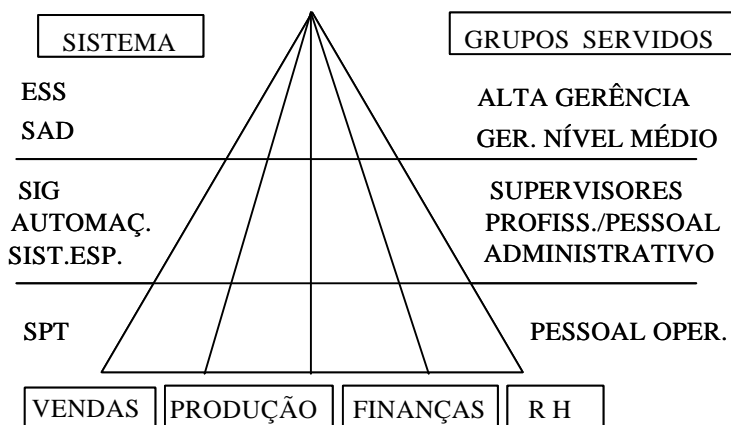 SISTEMA
GRUPOS SERVIDOS
ESS
ALTA GERÊNCIA
SAD
GER. NÍVEL MÉDIO
SIG
SUPERVISORES
AUTOMAÇ.
PROFISS./PESSOAL
SIST.ESP.
ADMINISTRATIVO
SPT
PESSOAL OPER.
VENDAS
PRODUÇÃO
FINANÇAS
R H